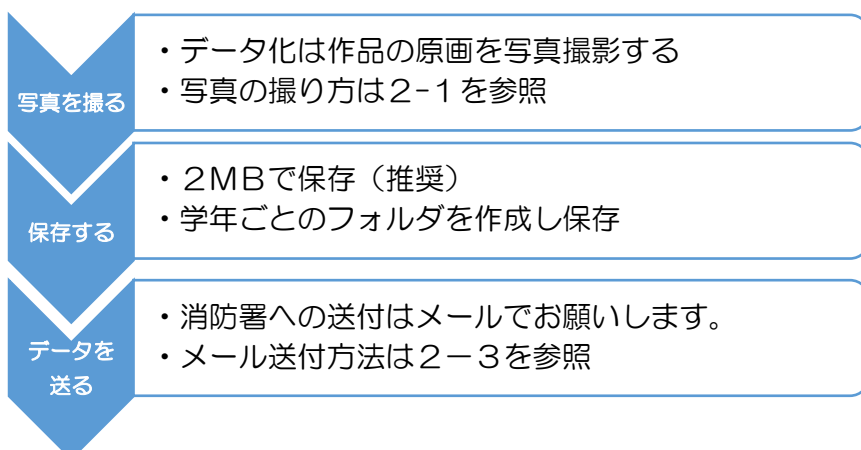 写真を撮る
・データ化は作品の原画を写真撮影する
・写真の撮り方は２-１を参照
保存する
・２ＭＢで保存（推奨）
・学年ごとのフォルダを作成し保存
データを
送る
・消防署への送付はメールでお願いします。
・メール送付方法は２－３を参照